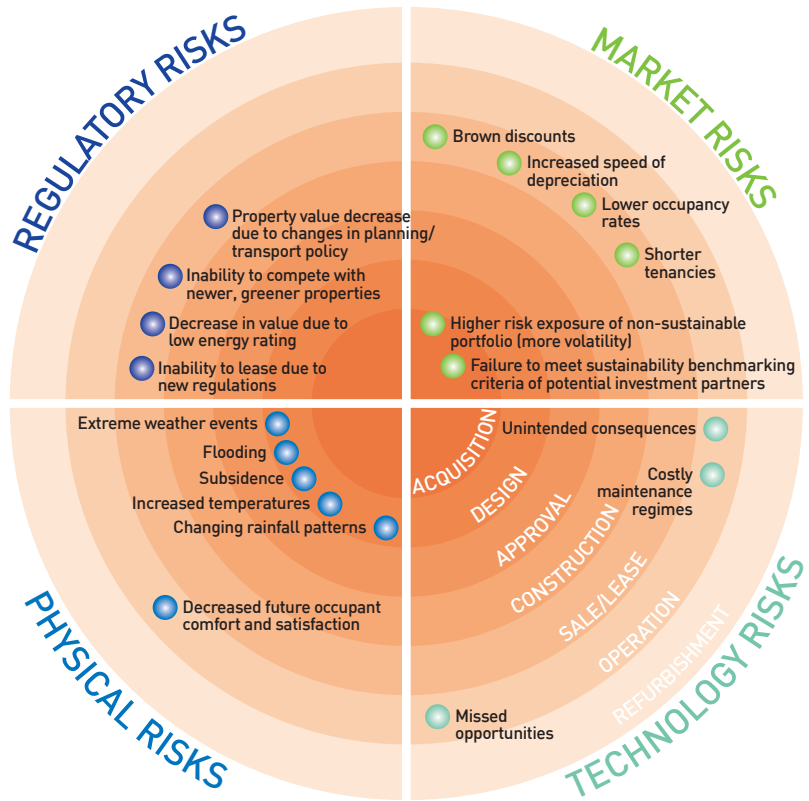 REGULATORY RISKS
MARKET RISKS
Brown discounts
Increased speed of
depreciation
Lower occupancy
rates
Shorter
tenancies
Higher risk exposure of non-sustainable
portfolio (more volatility)
Failure to meet sustainability benchmarking
criteria of potential investment partners
Property value decrease
due to changes in planning/
transport policy
Inability to compete with
newer, greener properties
Decrease in value due to
low energy rating
Inability to lease due to
new regulations
Extreme weather events
Flooding
Subsidence
Increased temperatures
Changing rainfall patterns
Decreased future occupant
comfort and satisfaction
PHYSICAL RISKS
Unintended consequences
Costly
maintenance
regimes
ACQUISITION
DESIGN
APPROVAL
CONSTRUCTION
SALE/LEASE
OPERATION
REFURBISHMENT
Missed
opportunities
TECHNOLOGY RISKS